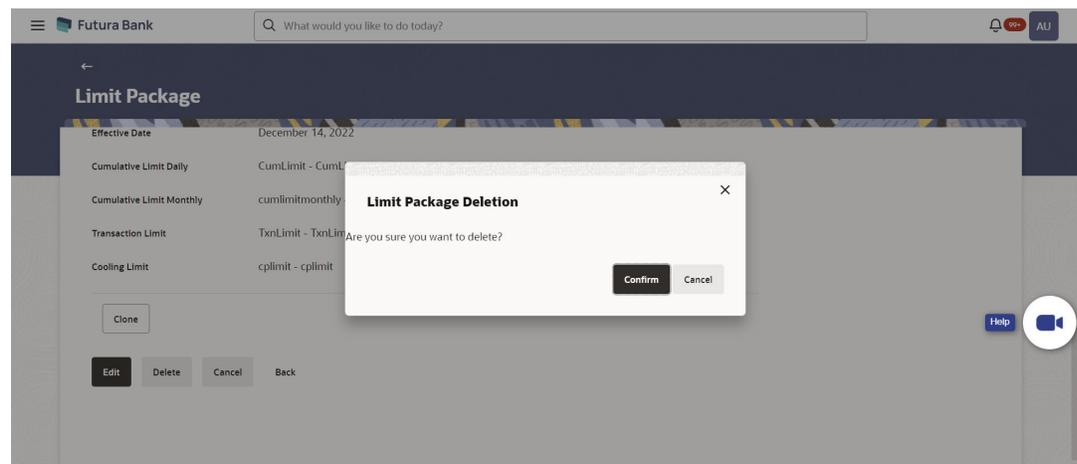 Futura Bank
What would you like to do today?
99+
AU
Limit Package
Effective Date December 14, 2022
Cumulative Limit Daily CumLimit - CumL
Cumulative Limit Monthly cumlimitmonthly
Transaction Limit TxnLimit - TxnLim
Cooling Limit cplimit - cplimit
Limit Package Deletion
Are you sure you want to delete?
Confirm Cancel
Clone
Help
Edit Delete Cancel Back